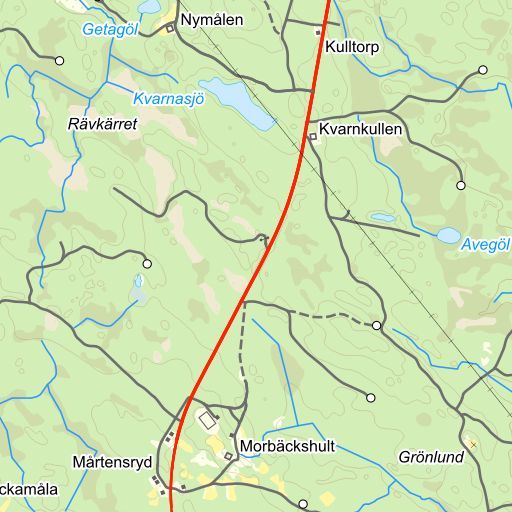 Nymålen
Getagöl
Kulltorp
Kvarnasjö
Rävkärret
Kvarnkullen
Avegöl
Morbäckshult
Grönlund
Mårtensryd
ckamåla